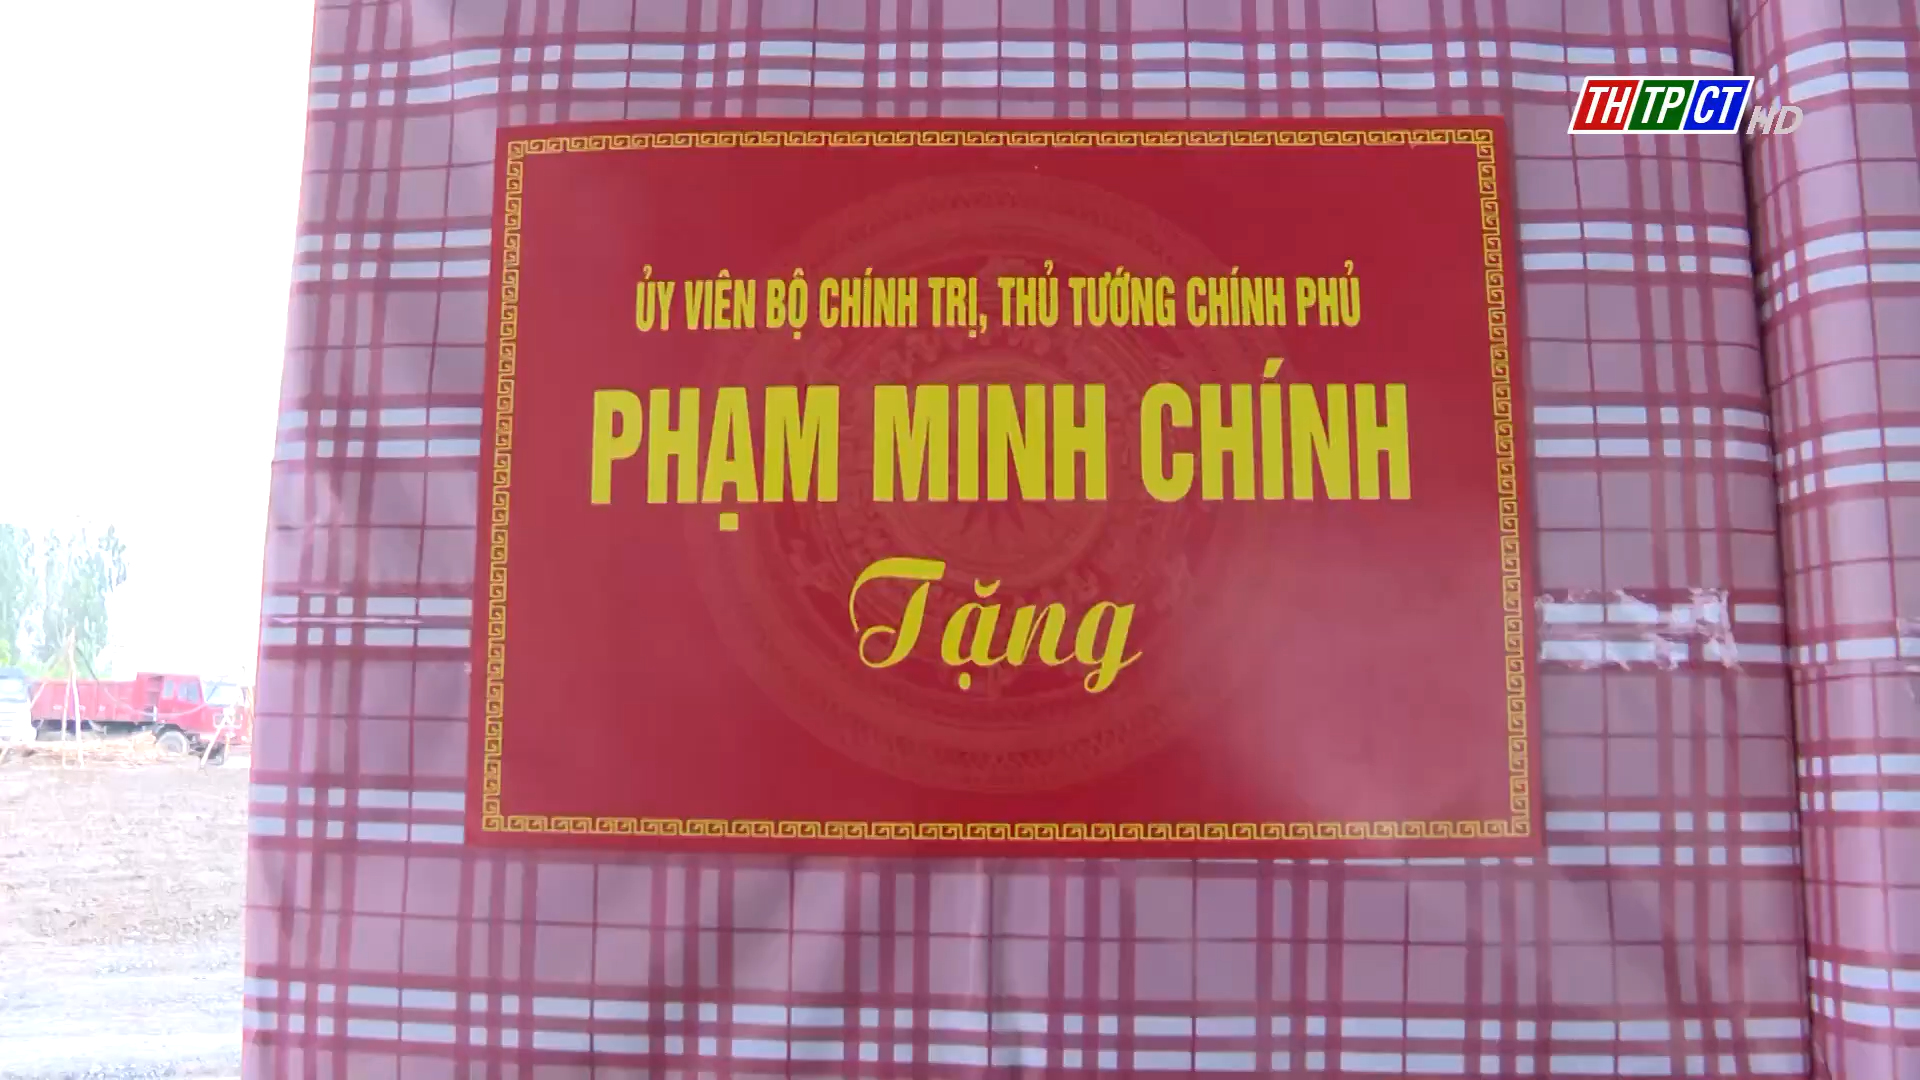 THTPCT HD
ỦY VIÊN BỘ CHÍNH TRỊ, THỦ TƯỚNG CHÍNH PHỦ
PHẠM MINH CHÍNH
Tặng